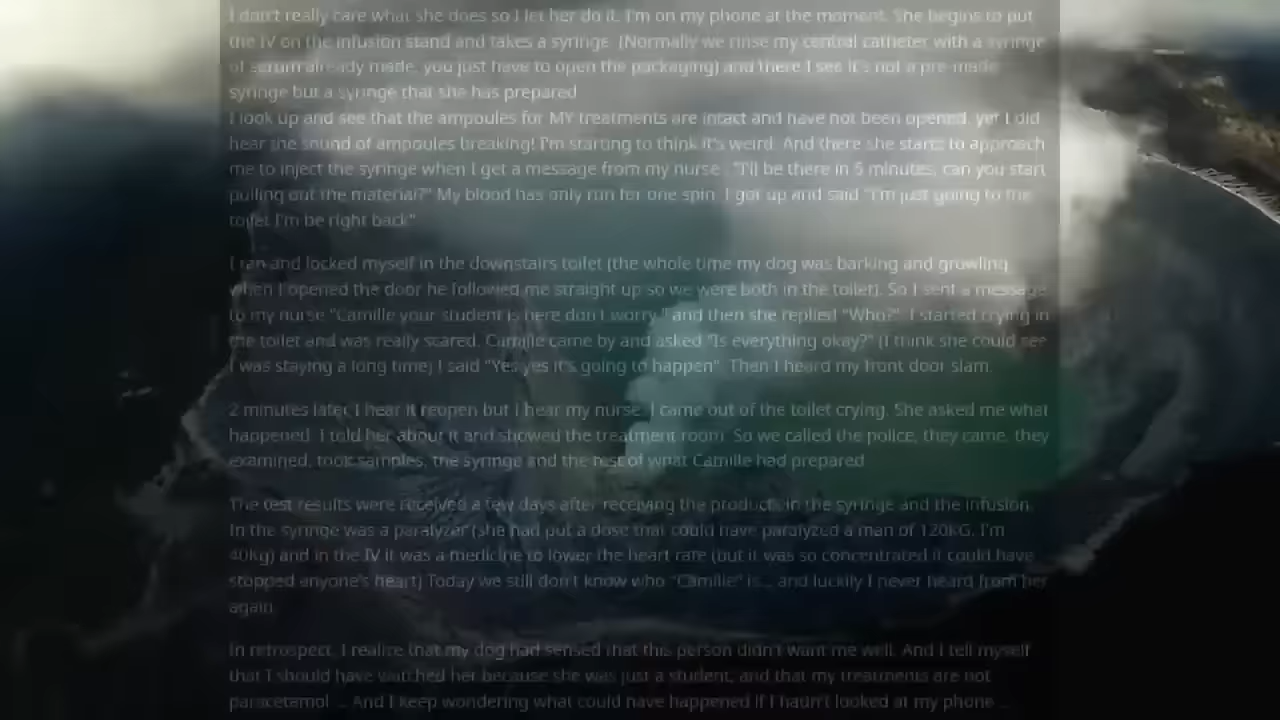 I don't really care what she does so I let her do it. I'm on my phone at the moment. She begins to put
the IV on the infusion stand and takes a syringe. (Normally we rinse my central catheter with a syringe
of serum already made, you just have to open the packaging) and there I see it's not a pre-made
syringe but a syringe that she has prepared
I look up and see that the ampoules for MY treatments are intact and have not been opened, yet I did
hear the sound of ampoules breaking! I'm starting to think it's weird. And there she starts to approach
me to inject the syringe when I get a message from my nurse : "I'll be there in 5 minutes, can you start
pulling out the material?" My blood has only run for one spin. I got up and said "I'm just going to the
toilet I'm be right back"
I ran and locked myself in the downstairs toilet (the whole time my dog was barking and growling
when I opened the door he followed me straight up so we were both in the toilet). So I sent a message
to my nurse "Camille your student is here don't worry " and then she replied "Who?". I started crying in
the toilet and was really scared. Camille came by and asked "Is everything okay?" (I think she could see
I was staying a long time) I said "Yes yes it's going to happen". Then I heard my front door slam.
2 minutes later I hear it reopen but I hear my nurse. I came out of the toilet crying. She asked me what
happened. I told her about it and showed the treatment room. So we called the police, they came, they
examined, took samples, the syringe and the rest of what Camille had prepared
The test results were received a few days after receiving the products in the syringe and the infusion.
In the syringe was a paralyzer (she had put a dose that could have paralyzed a man of 120KG. I'm
40kg) and in the IV it was a medicine to lower the heart rate (but it was so concentrated it could have
stopped anyone's heart) Today we still don't know who "Camille" is... and luckily I never heard from her
again.
In retrospect, I realize that my dog had sensed that this person didn't want me well. And I tell myself
that I should have watched her because she was just a student, and that my treatments are not
paracetamol ... And I keep wondering what could have happened if I hadn't looked at my phone ...